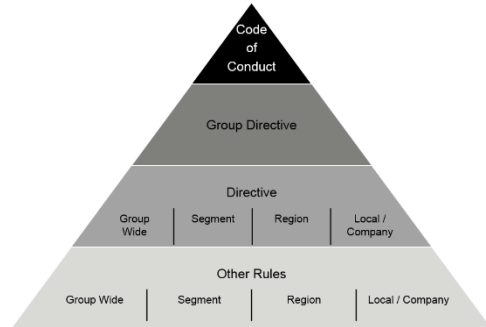 Code
of
Conduct
Group Directive
Directive
Group Wide Segment Region Local / Company
Other Rules
Group Wide Segment Region Local / Company